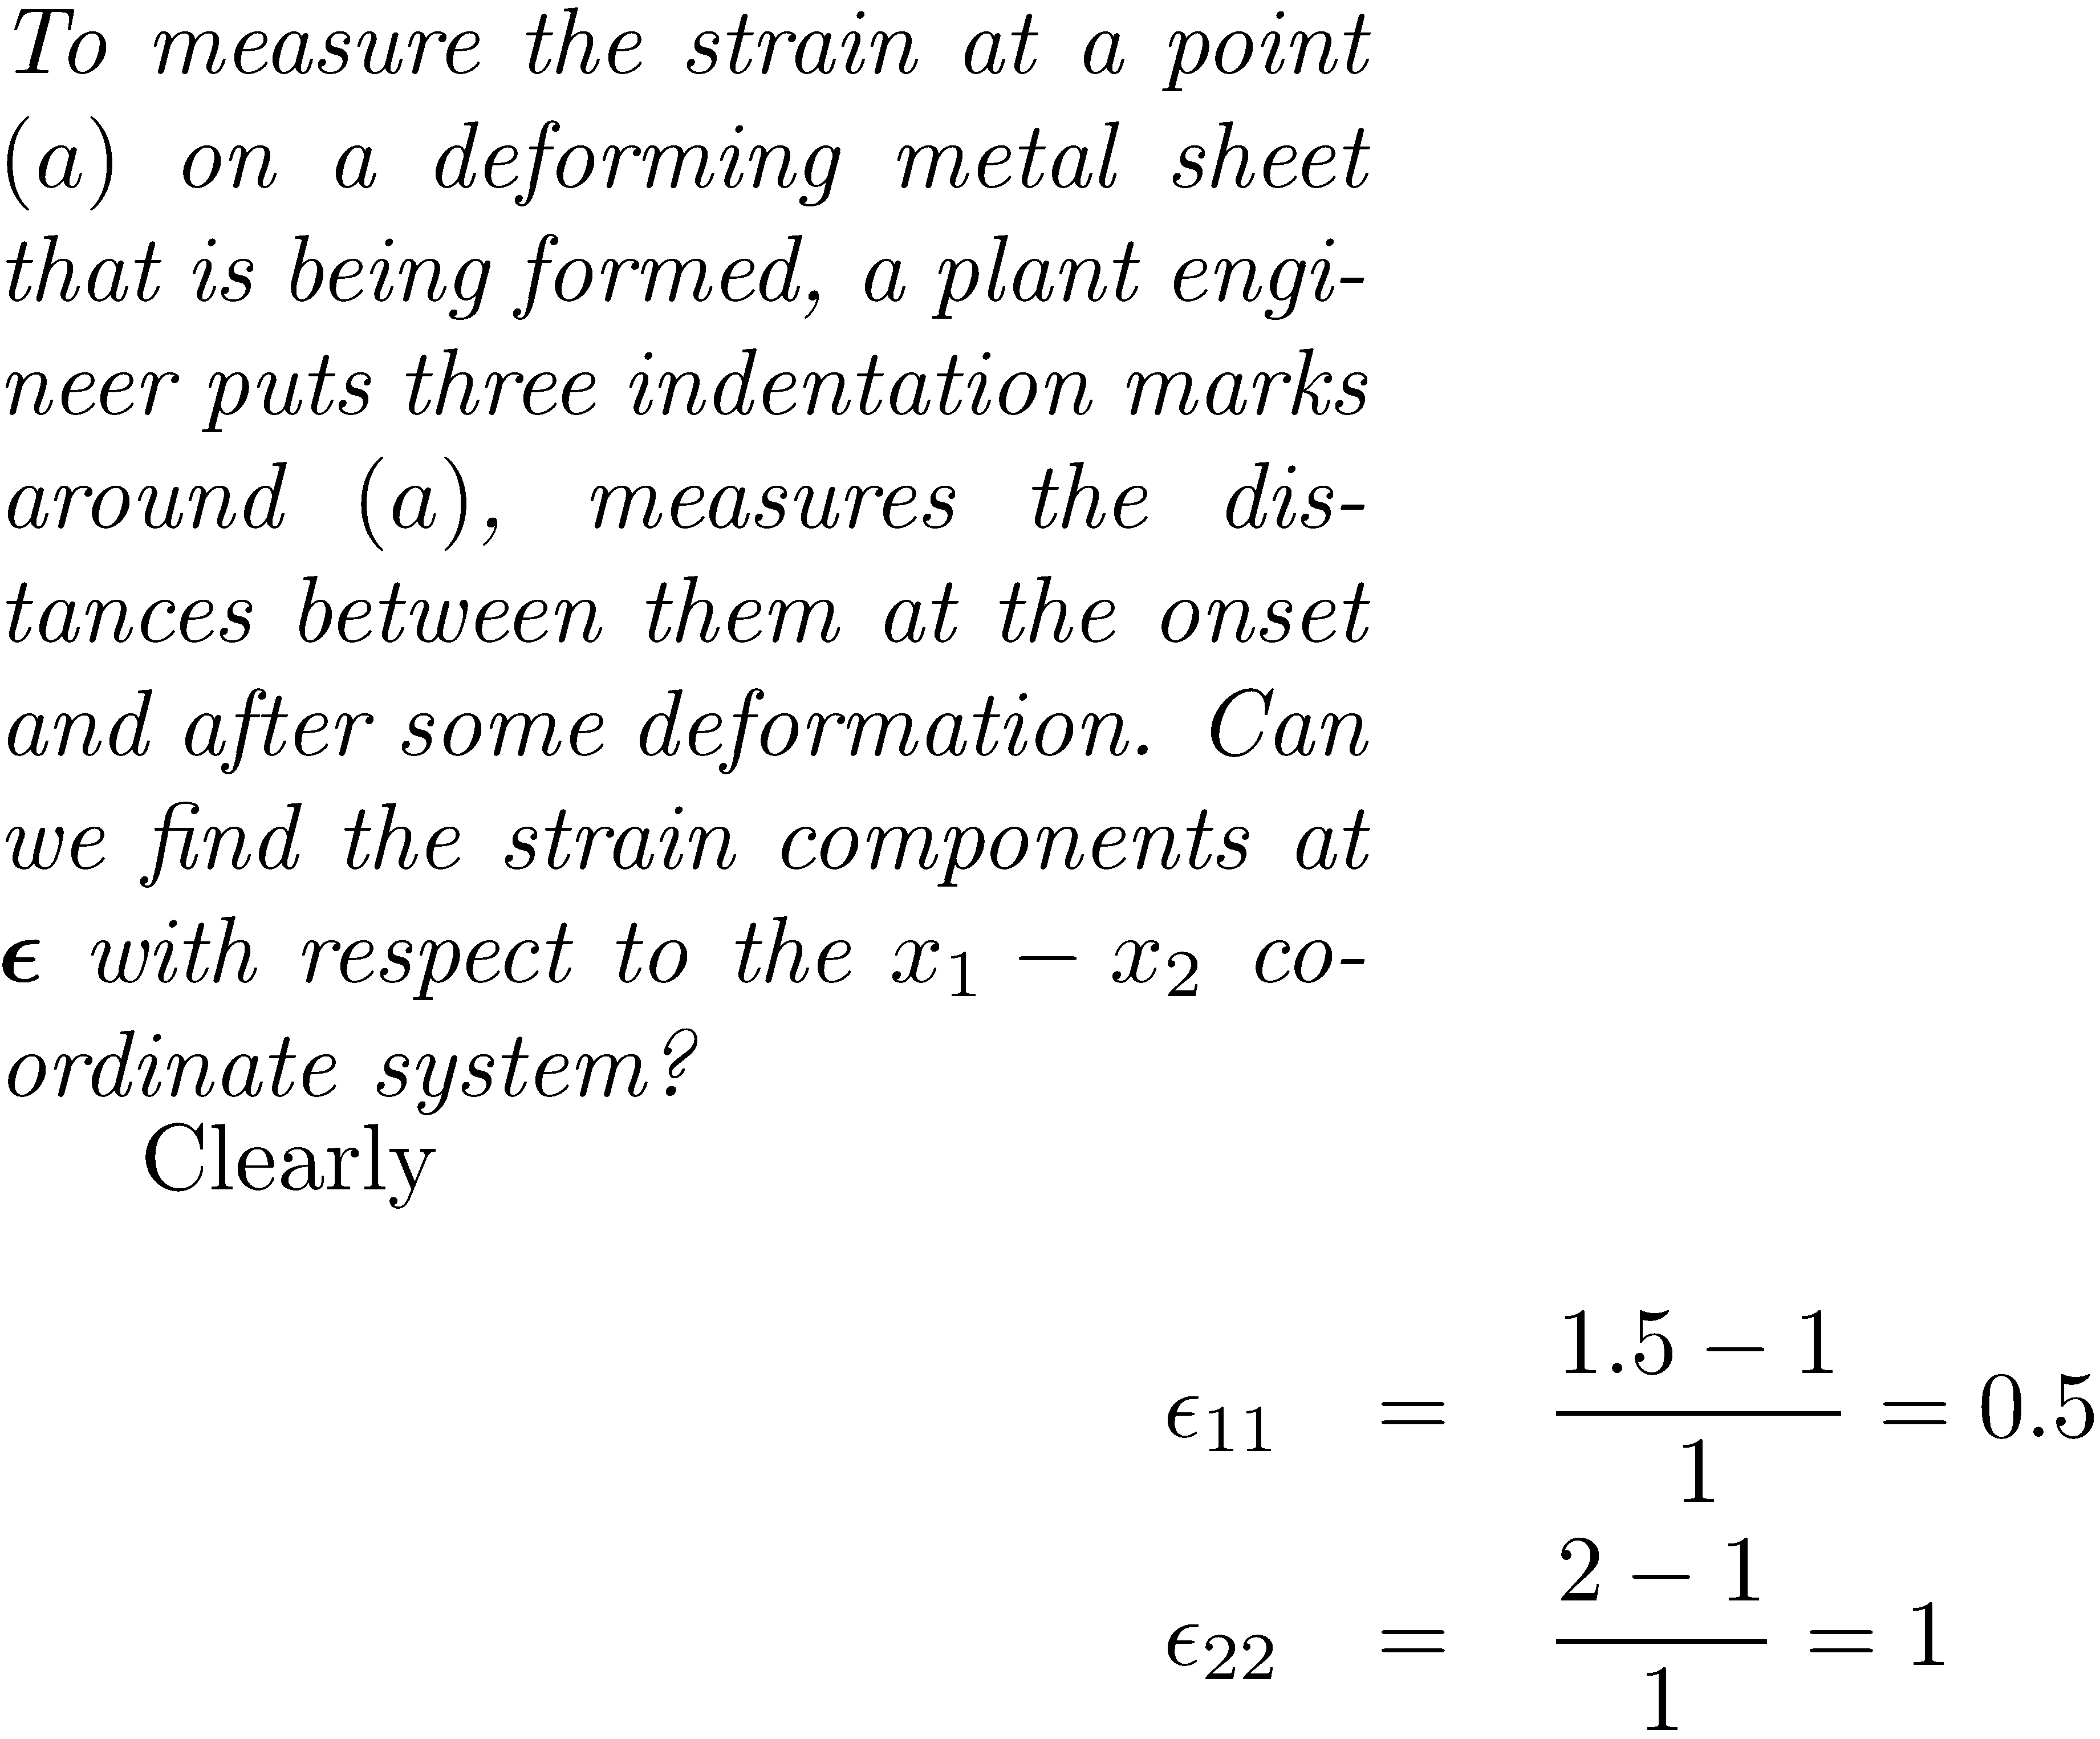 To measure the strain at a point
(a) on a deforming metal sheet
that is being formed, a plant engi-
neer puts three indentation marks
around (a), measures the dis-
tances between them at the onset
and after some deformation. Can
we find the strain components at
ϵ with respect to the x₁ − x₂ co-
ordinate system?
Clearly
ϵ₁₁ = (1.5 − 1)/1 = 0.5
ϵ₂₂ = (2 − 1)/1 = 1